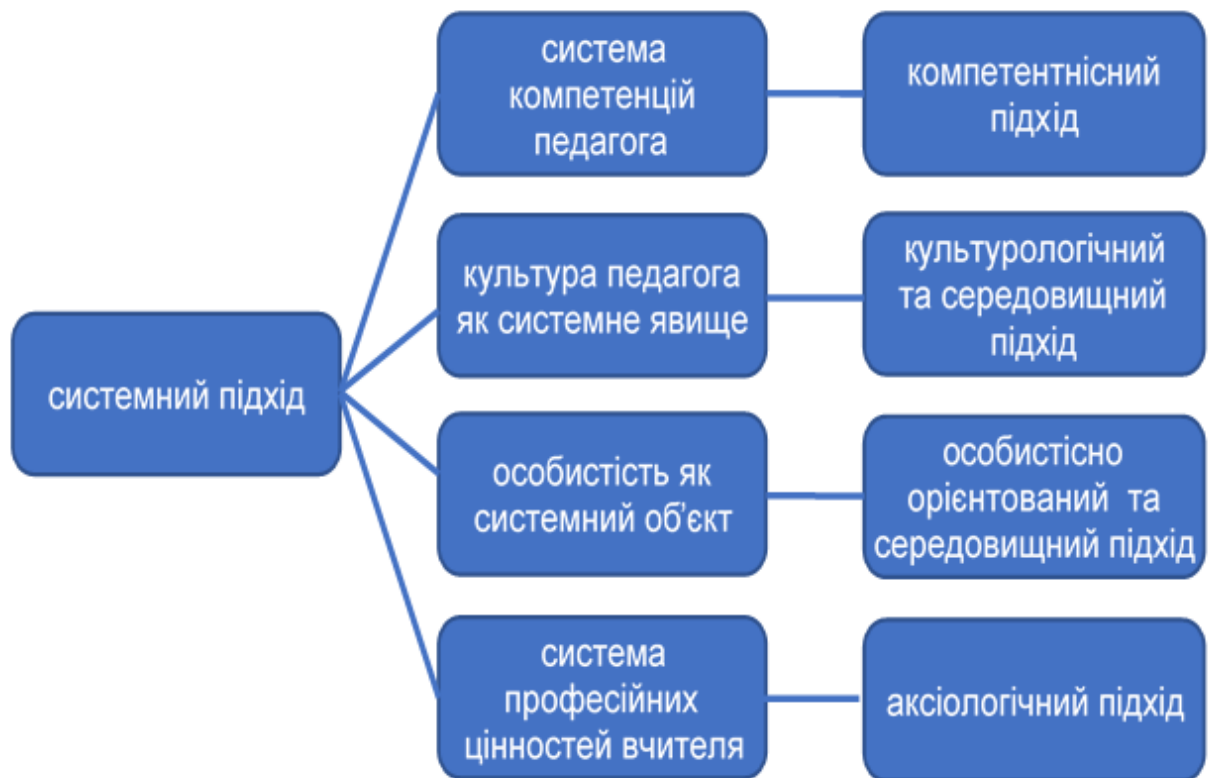 система
компетенцій
педагога
компетентнісний
підхід
культура педагога
як системне явище
культурологічний
та середовищний
підхід
системний підхід
особистість як
системний об’єкт
особистісно
орієнтований та
середовищний підхід
система
професійних
цінностей вчителя
аксіологічний підхід